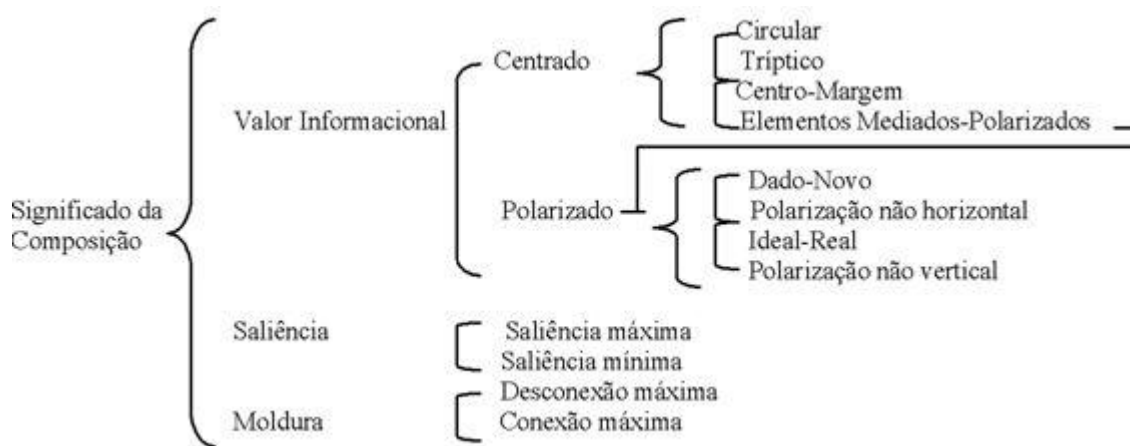 Circular
Centrado
Tríptico
Centro-Margem
Valor Informacional
Elementos Mediados-Polarizados
Dado-Novo
Significado da
Composição
Polarizado
Polarização não horizontal
Ideal-Real
Polarização não vertical
Saliência
Saliência máxima
Saliência mínima
Desconexão máxima
Moldura
Conexão máxima